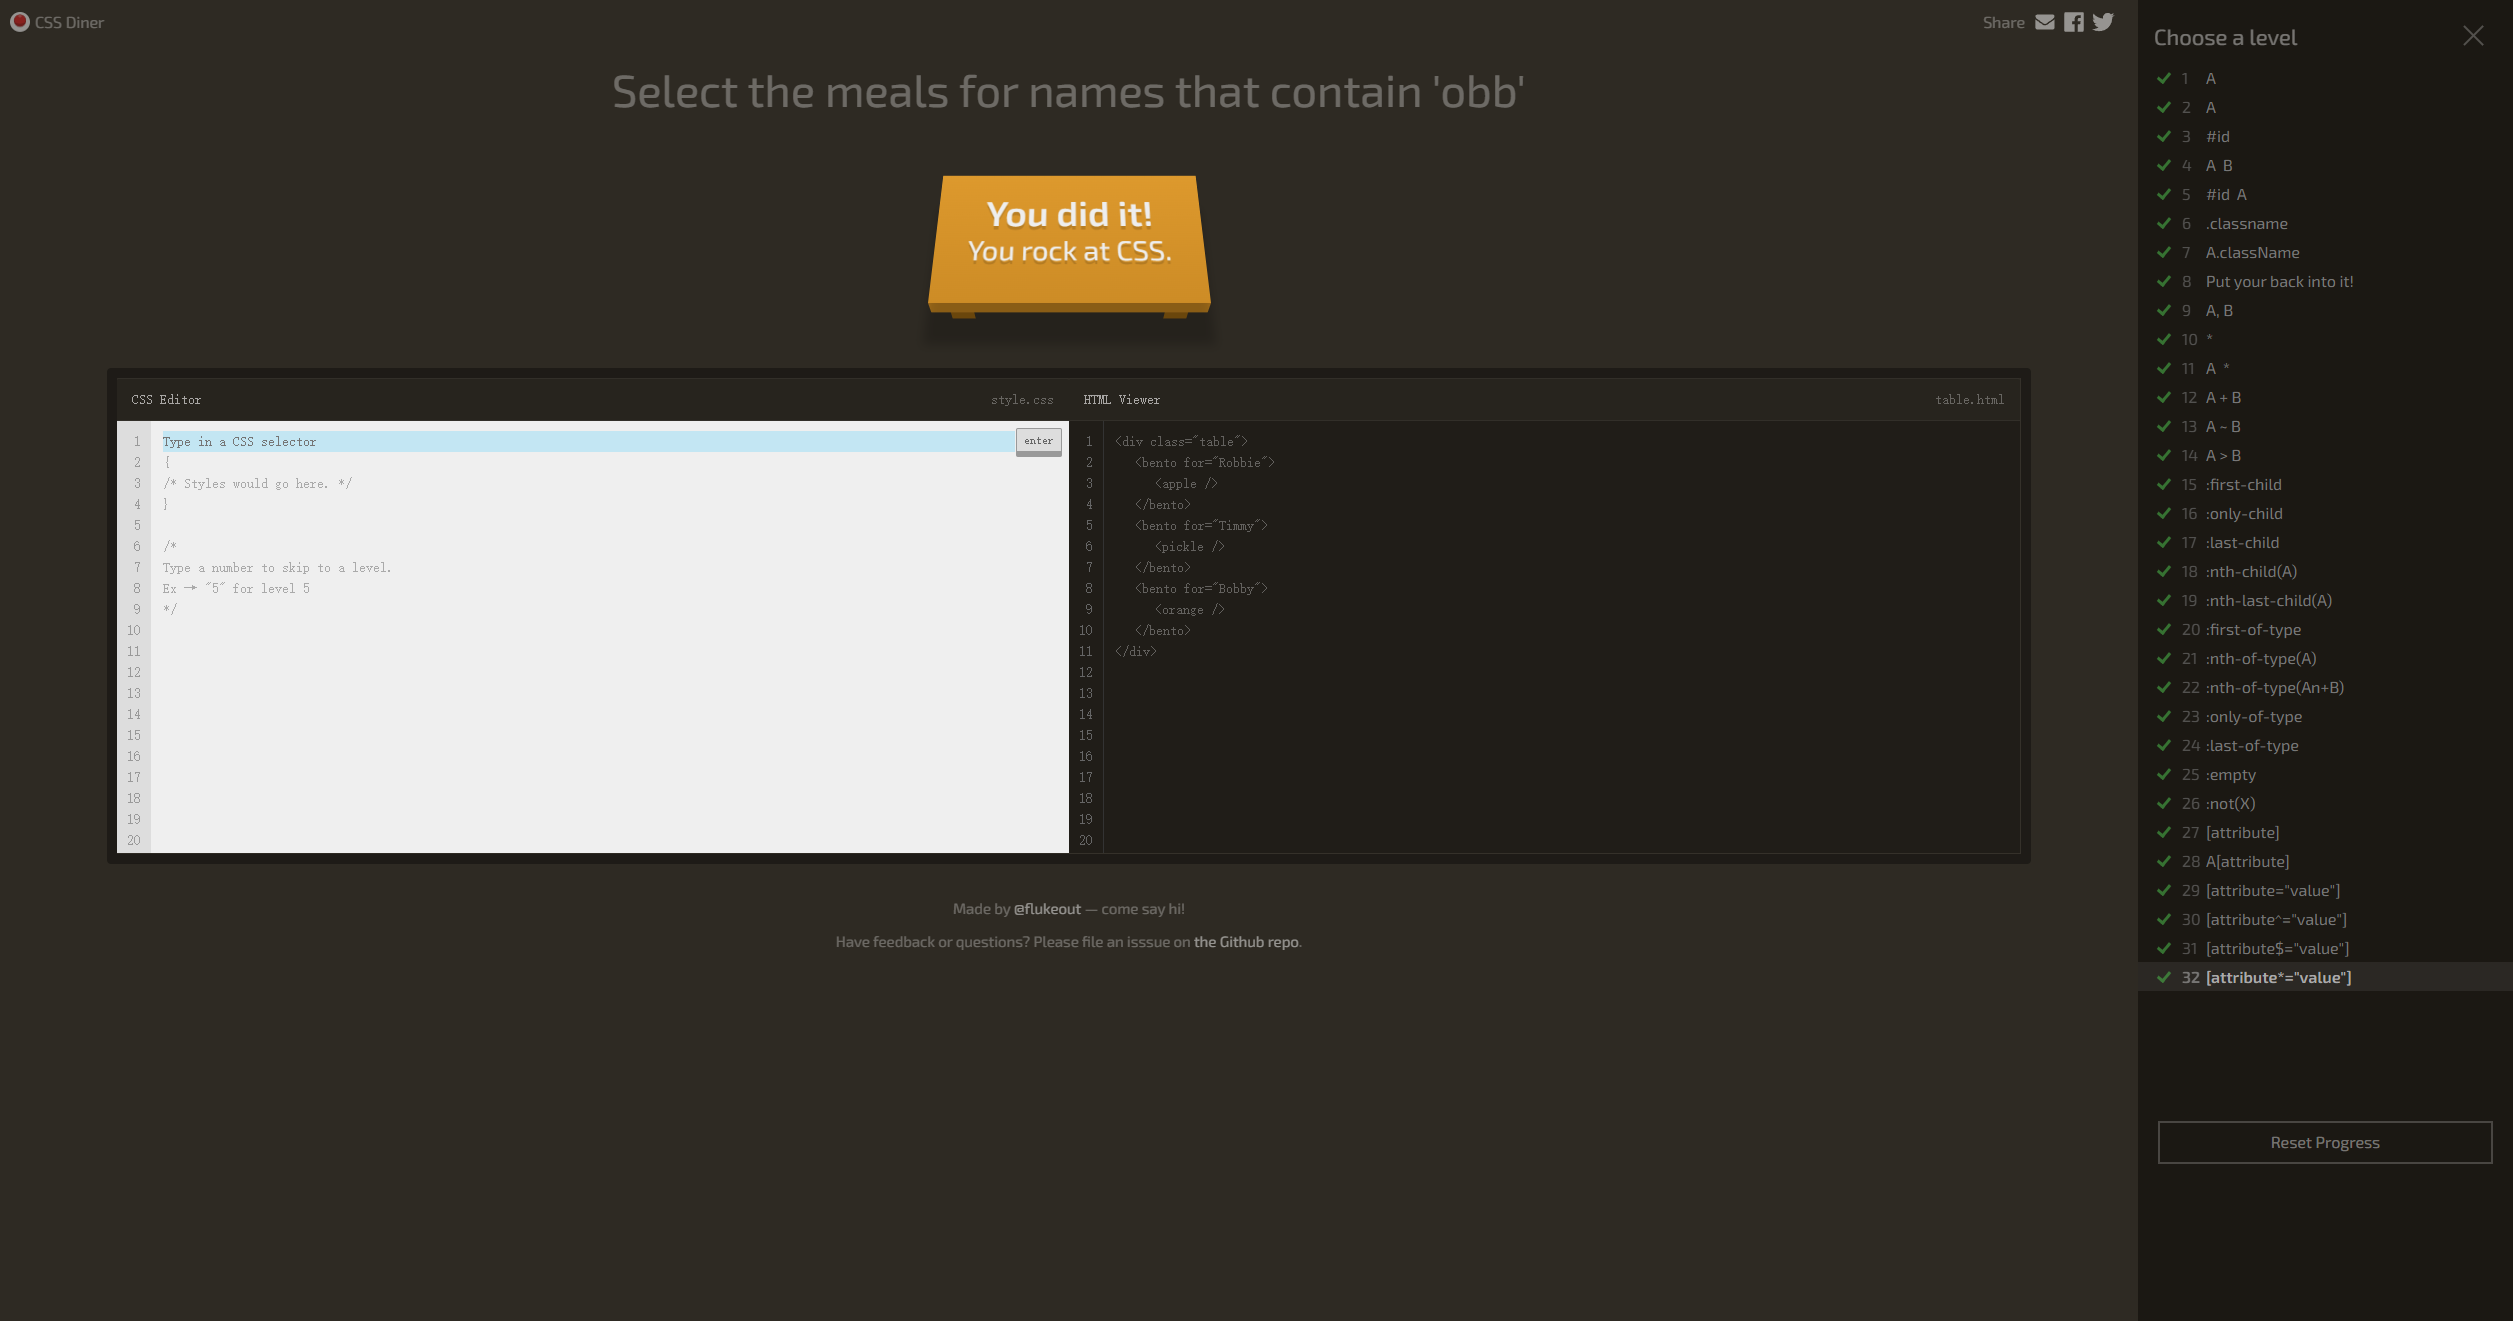 CSS Diner
Share
Select the meals for names that contain 'obb'
You did it!
You rock at CSS.
CSS Editor
style.css
1 Type in a CSS selector
enter
2 {
3 /* Styles would go here. */
4 }
5
6 /*
7 Type a number to skip to a level.
8 Ex → "5" for level 5
9 */
10
11
12
13
14
15
16
17
18
19
20
HTML Viewer
table.html
1 <div class="table">
2 <bento for="Robbie">
3 <apple />
4 </bento>
5 <bento for="Timmy">
6 <pickle />
7 </bento>
8 <bento for="Bobby">
9 <orange />
10 </bento>
11 </div>
12
13
14
15
16
17
18
19
20
Made by @flukeout — come say hi!
Have feedback or questions? Please file an isssue on the Github repo.
Choose a level
1 A
2 A
3 #id
4 A B
5 #id A
6 .classname
7 A.className
8 Put your back into it!
9 A, B
10 *
11 A *
12 A + B
13 A ~ B
14 A > B
15 :first-child
16 :only-child
17 :last-child
18 :nth-child(A)
19 :nth-last-child(A)
20 :first-of-type
21 :nth-of-type(A)
22 :nth-of-type(An+B)
23 :only-of-type
24 :last-of-type
25 :empty
26 :not(X)
27 [attribute]
28 A[attribute]
29 [attribute="value"]
30 [attribute^="value"]
31 [attribute$="value"]
32 [attribute*="value"]
Reset Progress